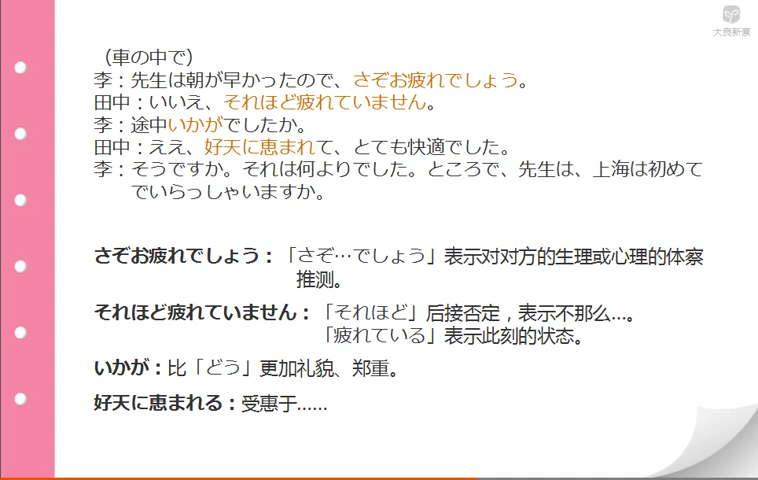 大良新寨
（車の中で）
李：先生は朝が早かったので、さぞお疲れでしょう。
田中：いいえ、それほど疲れていません。
李：途中いかがでしたか。
田中：ええ、好天に恵まれて、とても快適でした。
李：そうですか。それは何よりでした。ところで、先生は、上海は初めて
でいらっしゃいますか。
さぞお疲れでしょう：「さぞ…でしょう」表示对对方的生理或心理的体察
推测。
それほど疲れていません：「それほど」后接否定，表示不那么…。
「疲れている」表示此刻的状态。
いかが：比「どう」更加礼貌、郑重。
好天に恵まれる：受惠于……